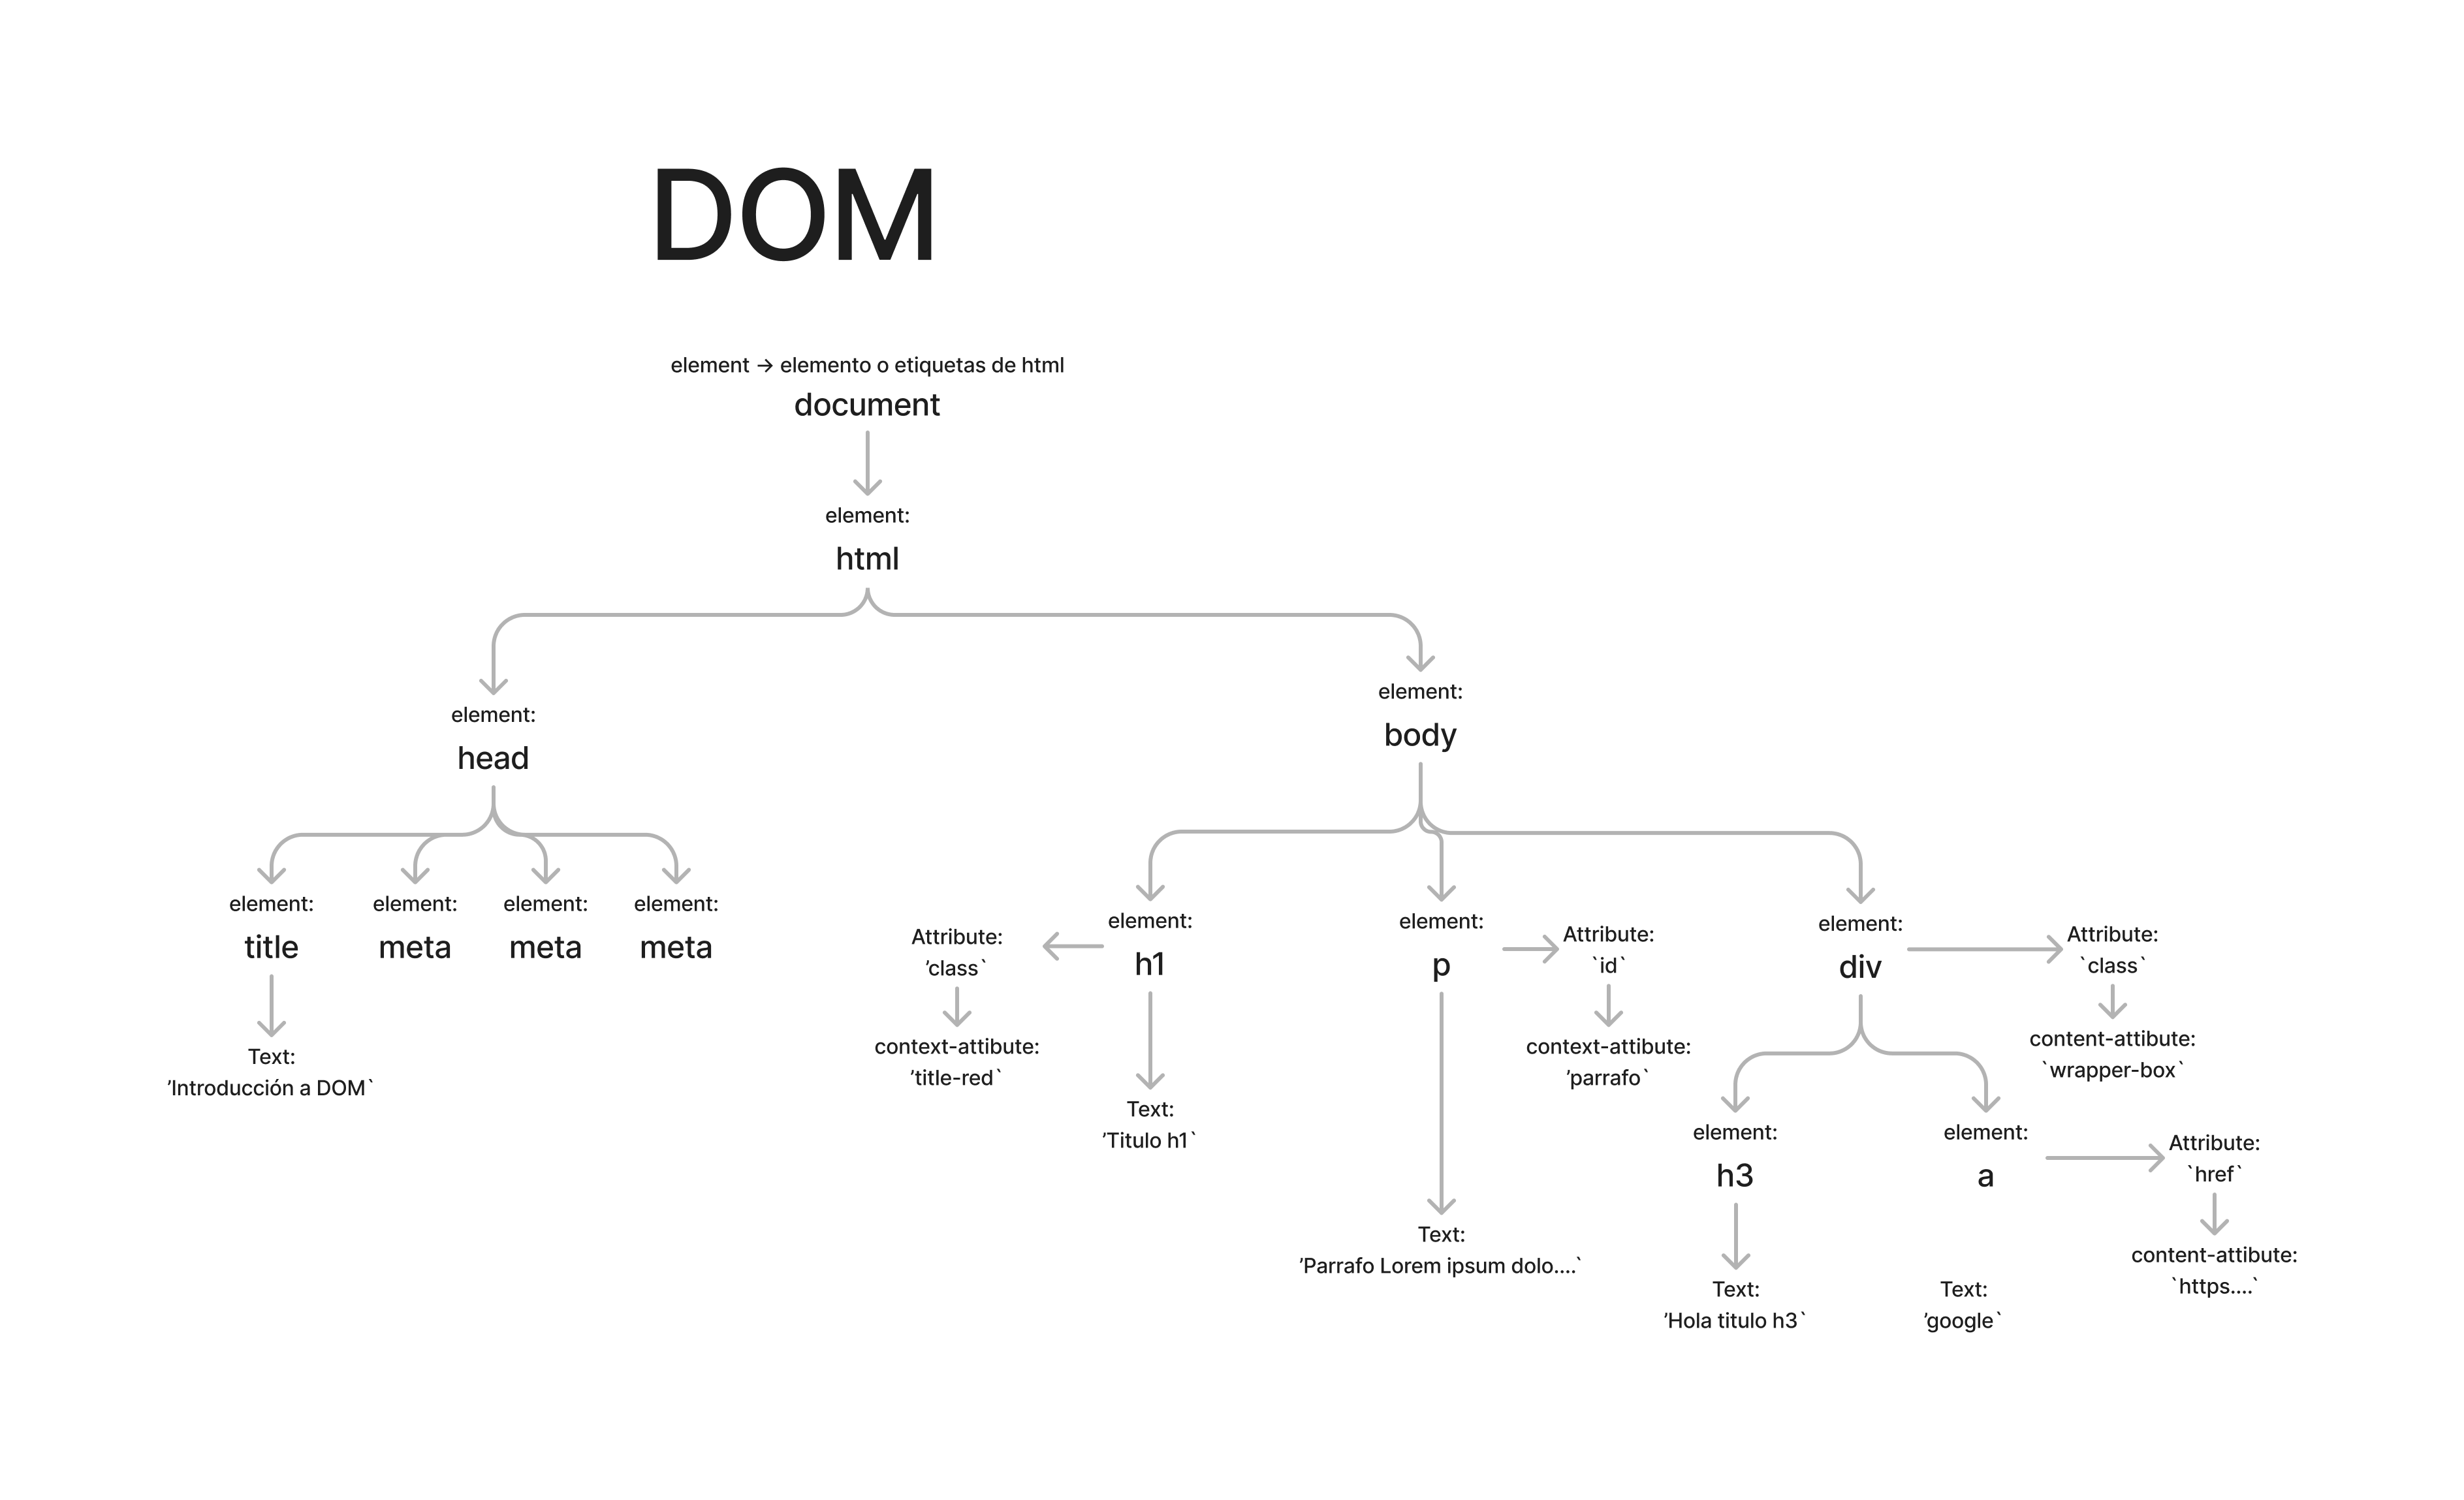 DOM
element → elemento o etiquetas de html
document
element:
html
element:
head
element:
body
element:
title
element:
meta
element:
meta
element:
meta
Text:
’Introducción a DOM`
Attribute:
’class`
context-attibute:
’title-red`
element:
h1
Text:
’Titulo h1`
element:
p
Attribute:
`id`
context-attibute:
’parrafo`
Text:
’Parrafo Lorem ipsum dolo....`
element:
div
Attribute:
`class`
content-attibute:
`wrapper-box`
element:
h3
Text:
’Hola titulo h3`
element:
a
Text:
’google`
Attribute:
`href`
content-attibute:
`https....`